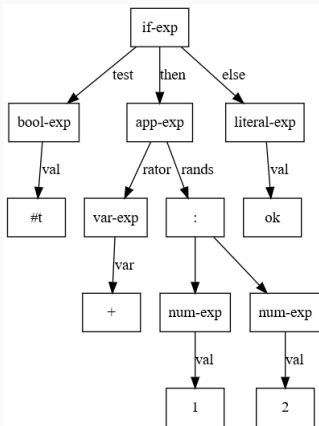 if-exp
test then else
bool-exp app-exp literal-exp
val rator rands val
#t var-exp : ok
var
+ num-exp num-exp
val val
1 2